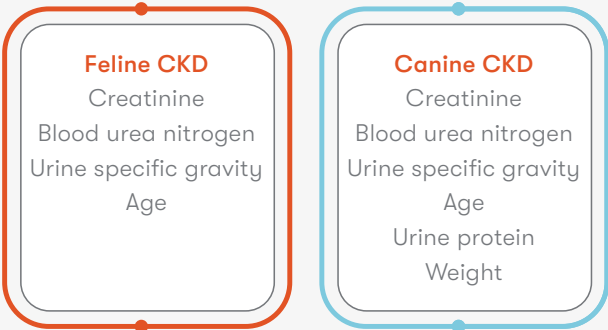 Feline CKD
Creatinine
Blood urea nitrogen
Urine specific gravity
Age
Canine CKD
Creatinine
Blood urea nitrogen
Urine specific gravity
Age
Urine protein
Weight